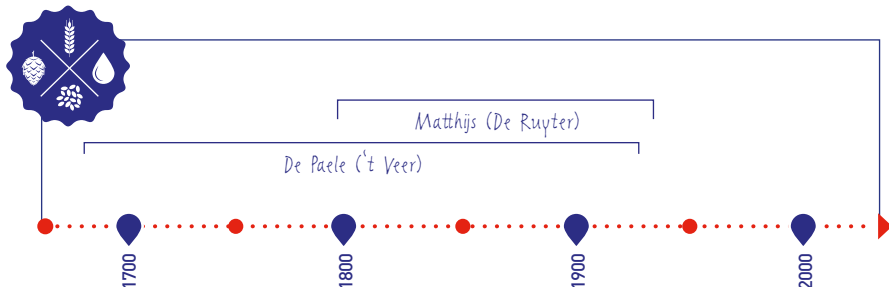 Matthijs (De Ruyter)
De Paele ('t Veer)
1700
1800
1900
2000